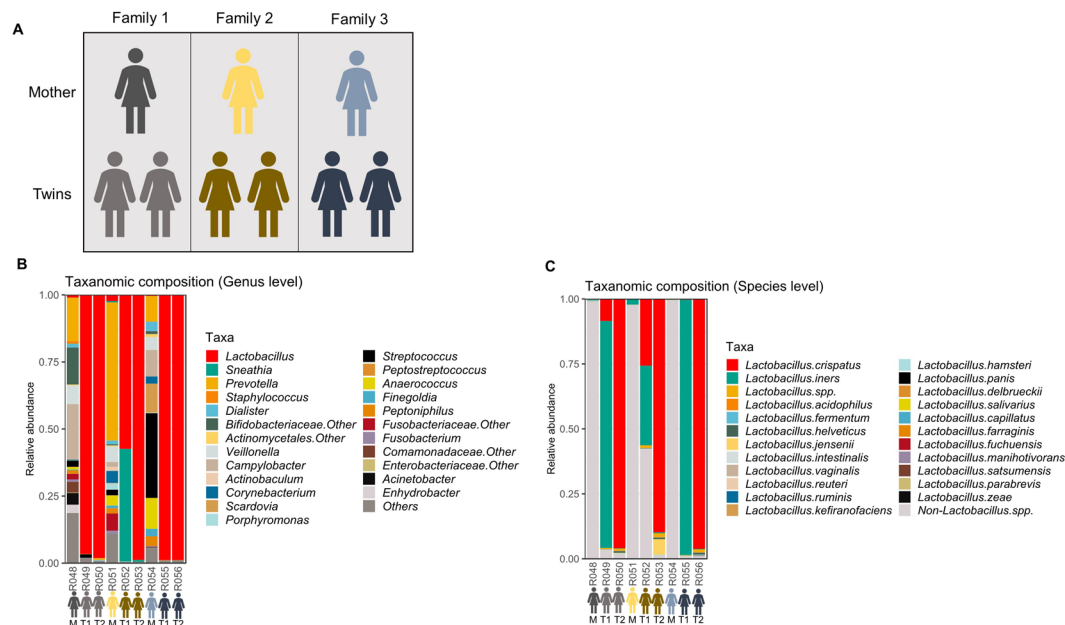 A
Family 1
Family 2
Family 3
Mother
Twins
B
Taxanomic composition (Genus level)
Relative abundance
1.00
0.75
0.50
0.25
0.00
R048
R049
R050
R051
R052
R053
R054
R055
R056
M T1 T2 M T1 T2 M T1 T2
Taxa
Lactobacillus
Sneathia
Prevotella
Staphylococcus
Dialister
Bifidobacteriaceae.Other
Actinomycetales.Other
Veillonella
Campylobacter
Actinobaculum
Corynebacterium
Scardovia
Porphyromonas
Streptococcus
Peptostreptococcus
Anaerococcus
Finegoldia
Peptoniphilus
Fusobacteriaceae.Other
Fusobacterium
Comamonadaceae.Other
Enterobacteriaceae.Other
Acinetobacter
Enhydrobacter
Others
C
Taxanomic composition (Species level)
Relative abundance
1.00
0.75
0.50
0.25
0.00
R048
R049
R050
R051
R052
R053
R054
R055
R056
M T1 T2 M T1 T2 M T1 T2
Taxa
Lactobacillus.crispatus
Lactobacillus.iners
Lactobacillus.spp.
Lactobacillus.acidophilus
Lactobacillus.fermentum
Lactobacillus.helveticus
Lactobacillus.jensenii
Lactobacillus.intestinalis
Lactobacillus.vaginalis
Lactobacillus.reuteri
Lactobacillus.ruminis
Lactobacillus.kefiranofaciens
Lactobacillus.hamsteri
Lactobacillus.panis
Lactobacillus.delbrueckii
Lactobacillus.salivarius
Lactobacillus.capillatus
Lactobacillus.farraginis
Lactobacillus.fuchuensis
Lactobacillus.manihotivorans
Lactobacillus.satsumensis
Lactobacillus.parabrevis
Lactobacillus.zeae
Non-Lactobacillus.spp.